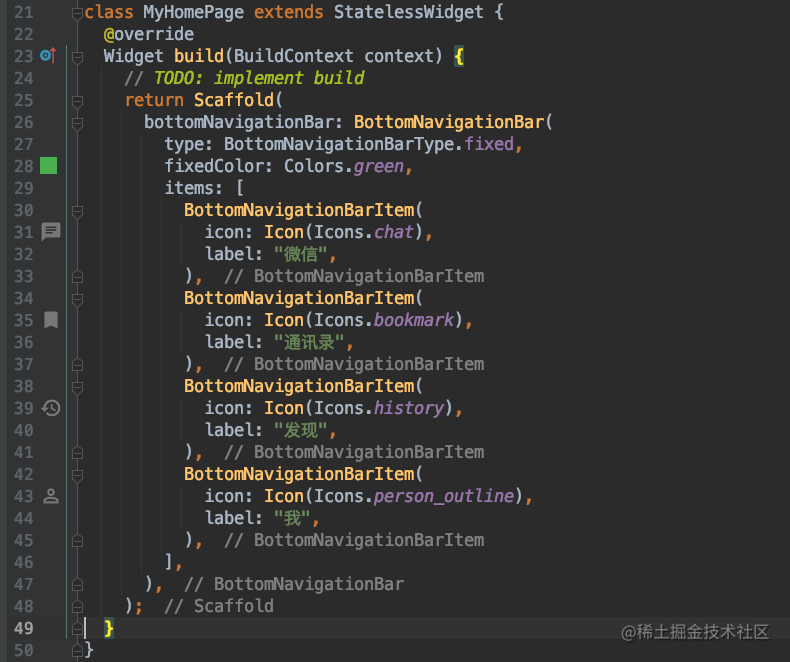 21 class MyHomePage extends StatelessWidget {
22 @override
23 Widget build(BuildContext context) {
24 // TODO: implement build
25 return Scaffold(
26 bottomNavigationBar: BottomNavigationBar(
27 type: BottomNavigationBarType.fixed,
28 fixedColor: Colors.green,
29 items: [
30 BottomNavigationBarItem(
31 icon: Icon(Icons.chat),
32 label: "微信",
33 ), // BottomNavigationBarItem
34 BottomNavigationBarItem(
35 icon: Icon(Icons.bookmark),
36 label: "通讯录",
37 ), // BottomNavigationBarItem
38 BottomNavigationBarItem(
39 icon: Icon(Icons.history),
40 label: "发现",
41 ), // BottomNavigationBarItem
42 BottomNavigationBarItem(
43 icon: Icon(Icons.person_outline),
44 label: "我",
45 ), // BottomNavigationBarItem
46 ],
47 ), // BottomNavigationBar
48 ); // Scaffold
49 }
50 }
@稀土掘金技术社区